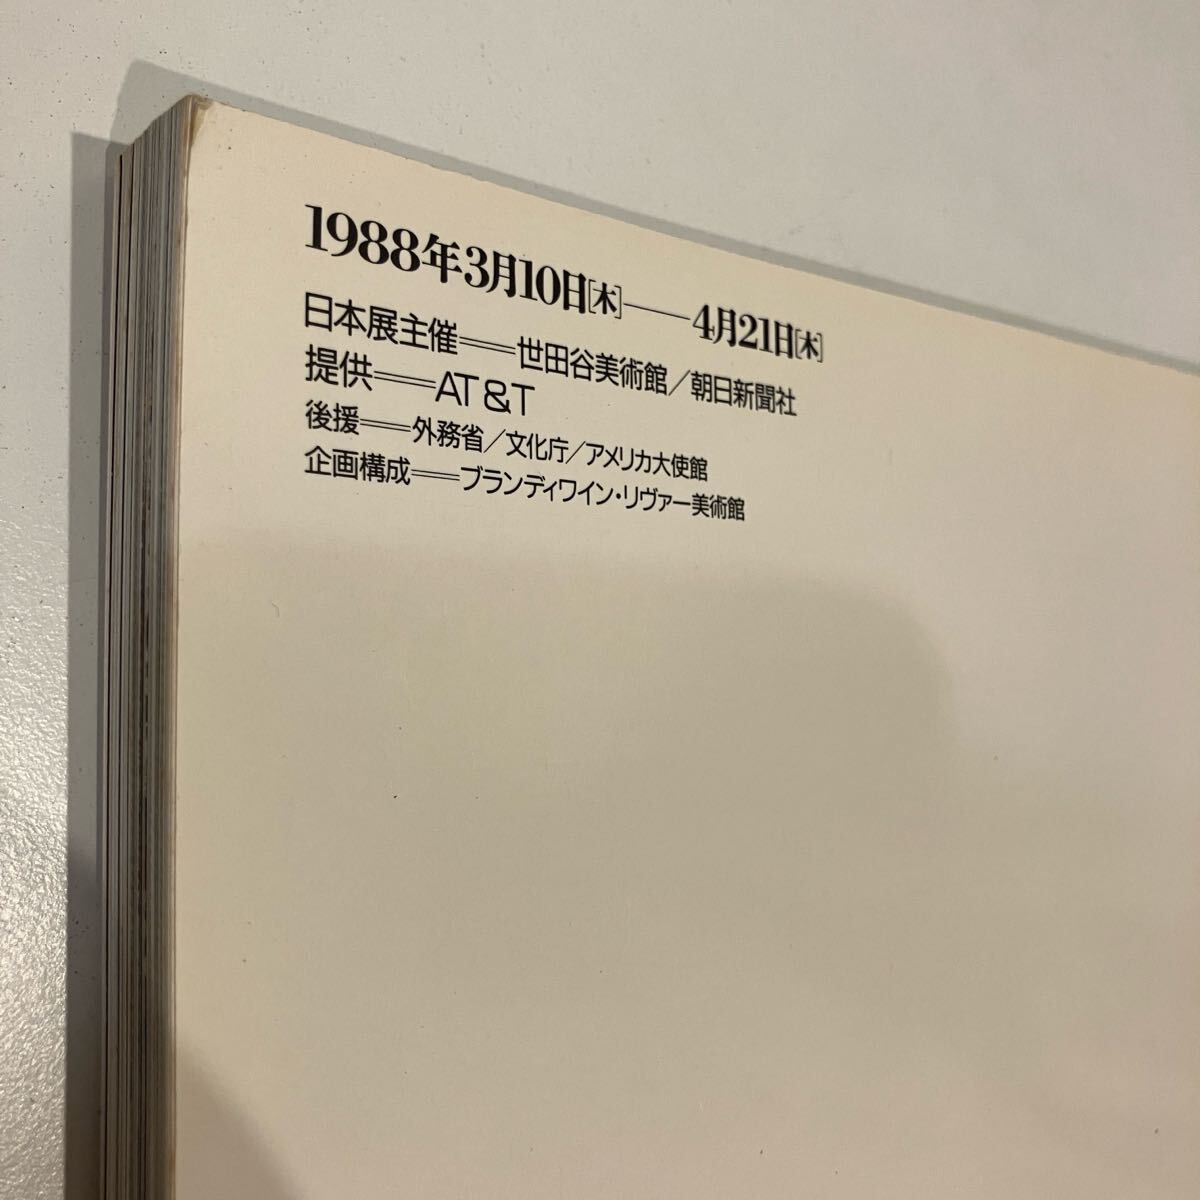 1988年3月10日[木]——4月21日[木]
日本展主催══世田谷美術館/朝日新聞社
提供══AT&T
後援══外務省/文化庁/アメリカ大使館
企画構成══ブランディワイン・リヴァー美術館